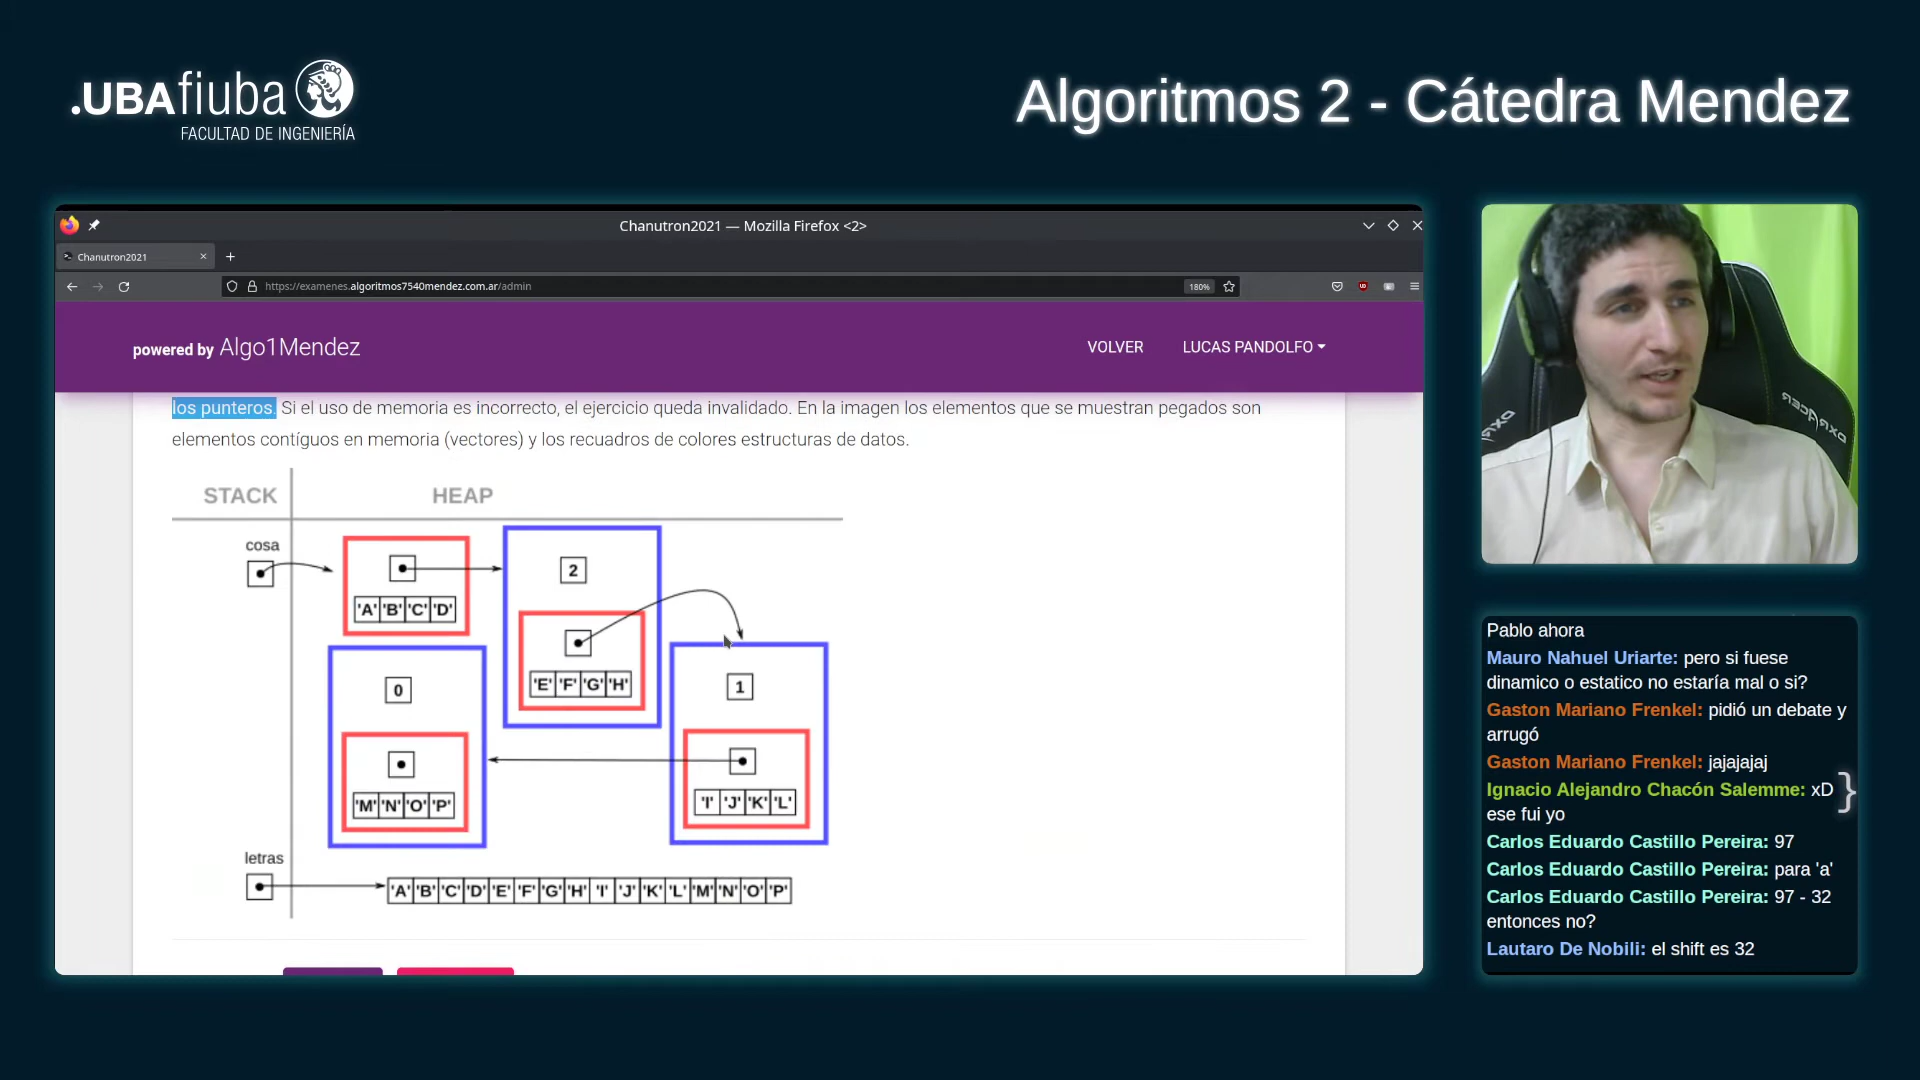 .UBAfiuba
FACULTAD DE INGENIERÍA
Algoritmos 2 - Cátedra Mendez
Chanutron2021 — Mozilla Firefox <2>
Chanutron2021
https://examenes.algoritmos7540mendez.com.ar/admin
180%
powered by Algo1Mendez
VOLVER
LUCAS PANDOLFO
los punteros. Si el uso de memoria es incorrecto, el ejercicio queda invalidado. En la imagen los elementos que se muestran pegados son
elementos contíguos en memoria (vectores) y los recuadros de colores estructuras de datos.
STACK
HEAP
cosa
'A' 'B' 'C' 'D'
2
'E' 'F' 'G' 'H'
0
'M' 'N' 'O' 'P'
1
'I' 'J' 'K' 'L'
letras
'A' 'B' 'C' 'D' 'E' 'F' 'G' 'H' 'I' 'J' 'K' 'L' 'M' 'N' 'O' 'P'
DXRACER
Pablo ahora
Mauro Nahuel Uriarte: pero si fuese
dinamico o estatico no estaría mal o si?
Gaston Mariano Frenkel: pidió un debate y
arrugó
Gaston Mariano Frenkel: jajajajaj
Ignacio Alejandro Chacón Salemme: xD
ese fui yo
}
Carlos Eduardo Castillo Pereira: 97
Carlos Eduardo Castillo Pereira: para 'a'
Carlos Eduardo Castillo Pereira: 97 - 32
entonces no?
Lautaro De Nobili: el shift es 32